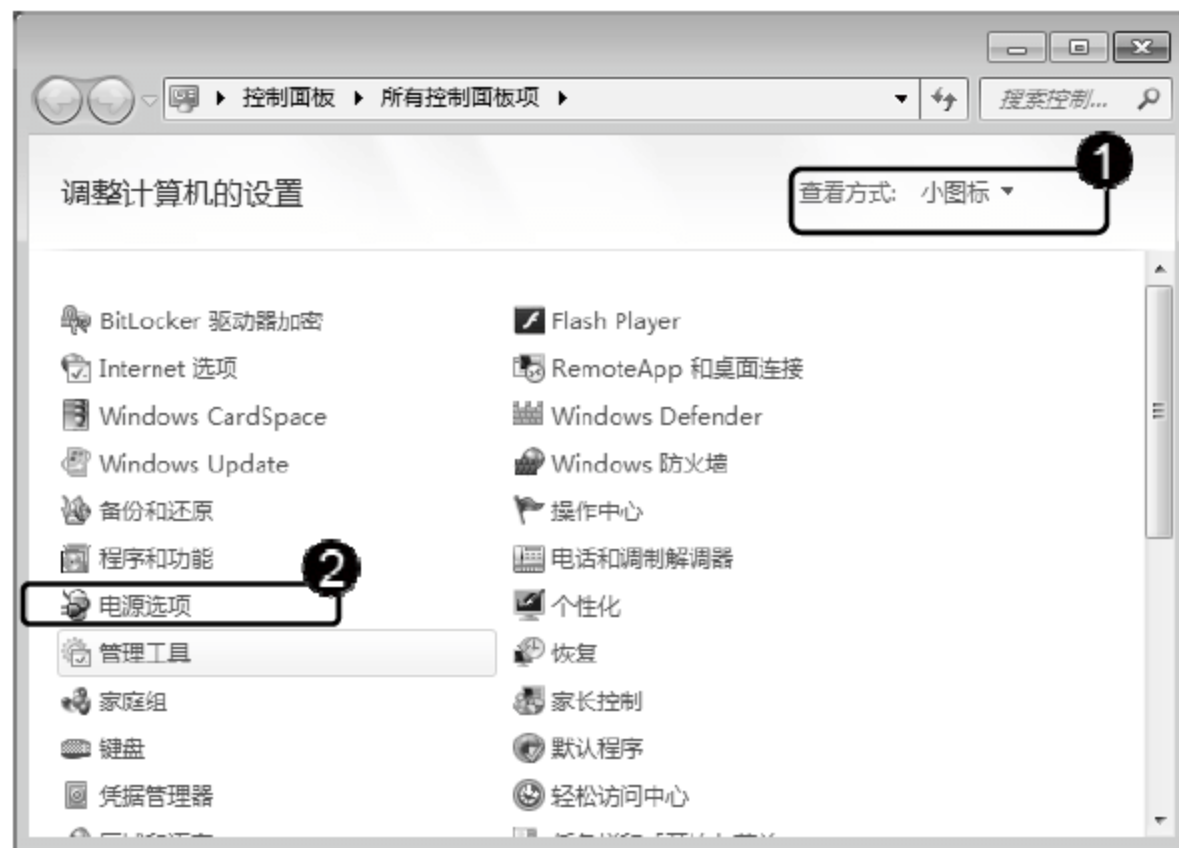 控制面板 所有控制面板项
搜索控制...
调整计算机的设置
查看方式: 小图标
1
BitLocker 驱动器加密
Flash Player
Internet 选项
RemoteApp 和桌面连接
Windows CardSpace
Windows Defender
Windows Update
Windows 防火墙
备份和还原
操作中心
程序和功能
电话和调制解调器
2
电源选项
个性化
管理工具
恢复
家庭组
家长控制
键盘
默认程序
凭据管理器
轻松访问中心